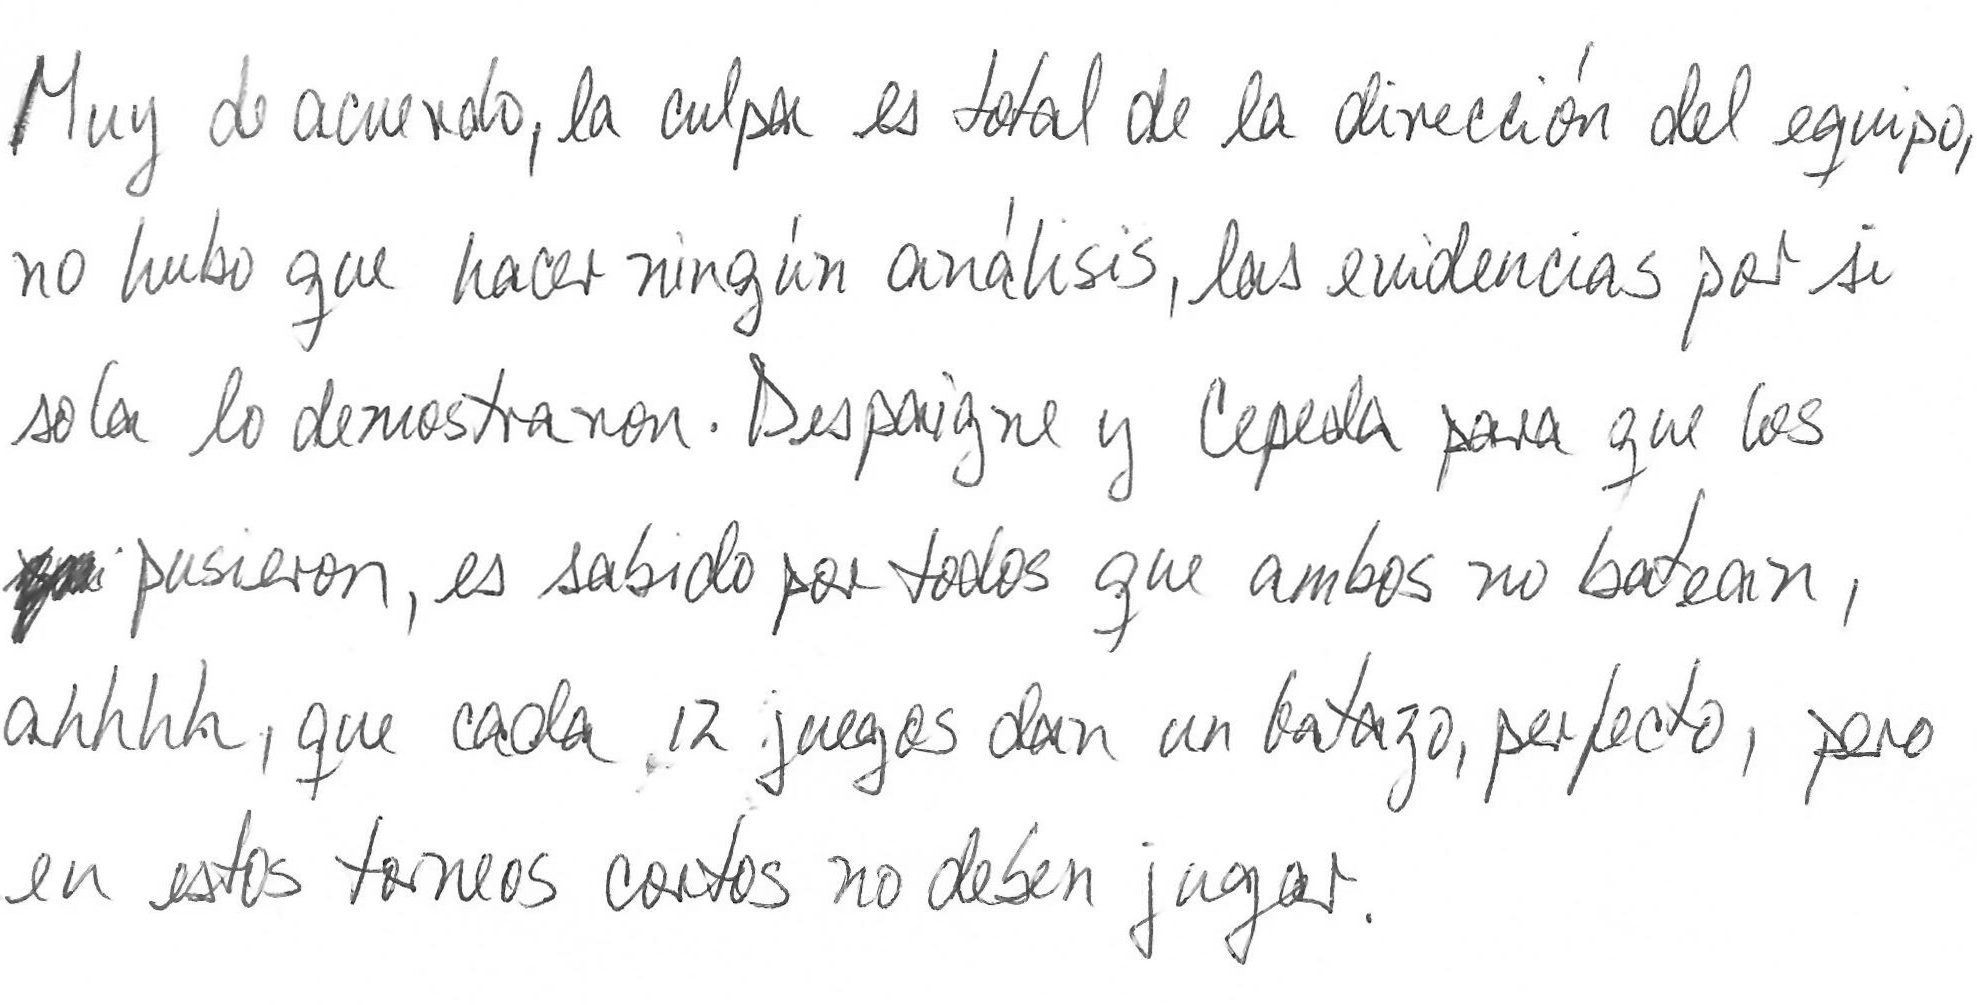 Muy de acuerdo, la culpa es total de la dirección del equipo,
no hubo que hacer ningún análisis, las evidencias por si
sola lo demostraron. Despaigne y Cepeda para que los
pusieron, es sabido por todos que ambos no batean,
ahhhh, que cada 12 juegos dan un batazo, perfecto, pero
en estos torneos cortos no deben jugar.